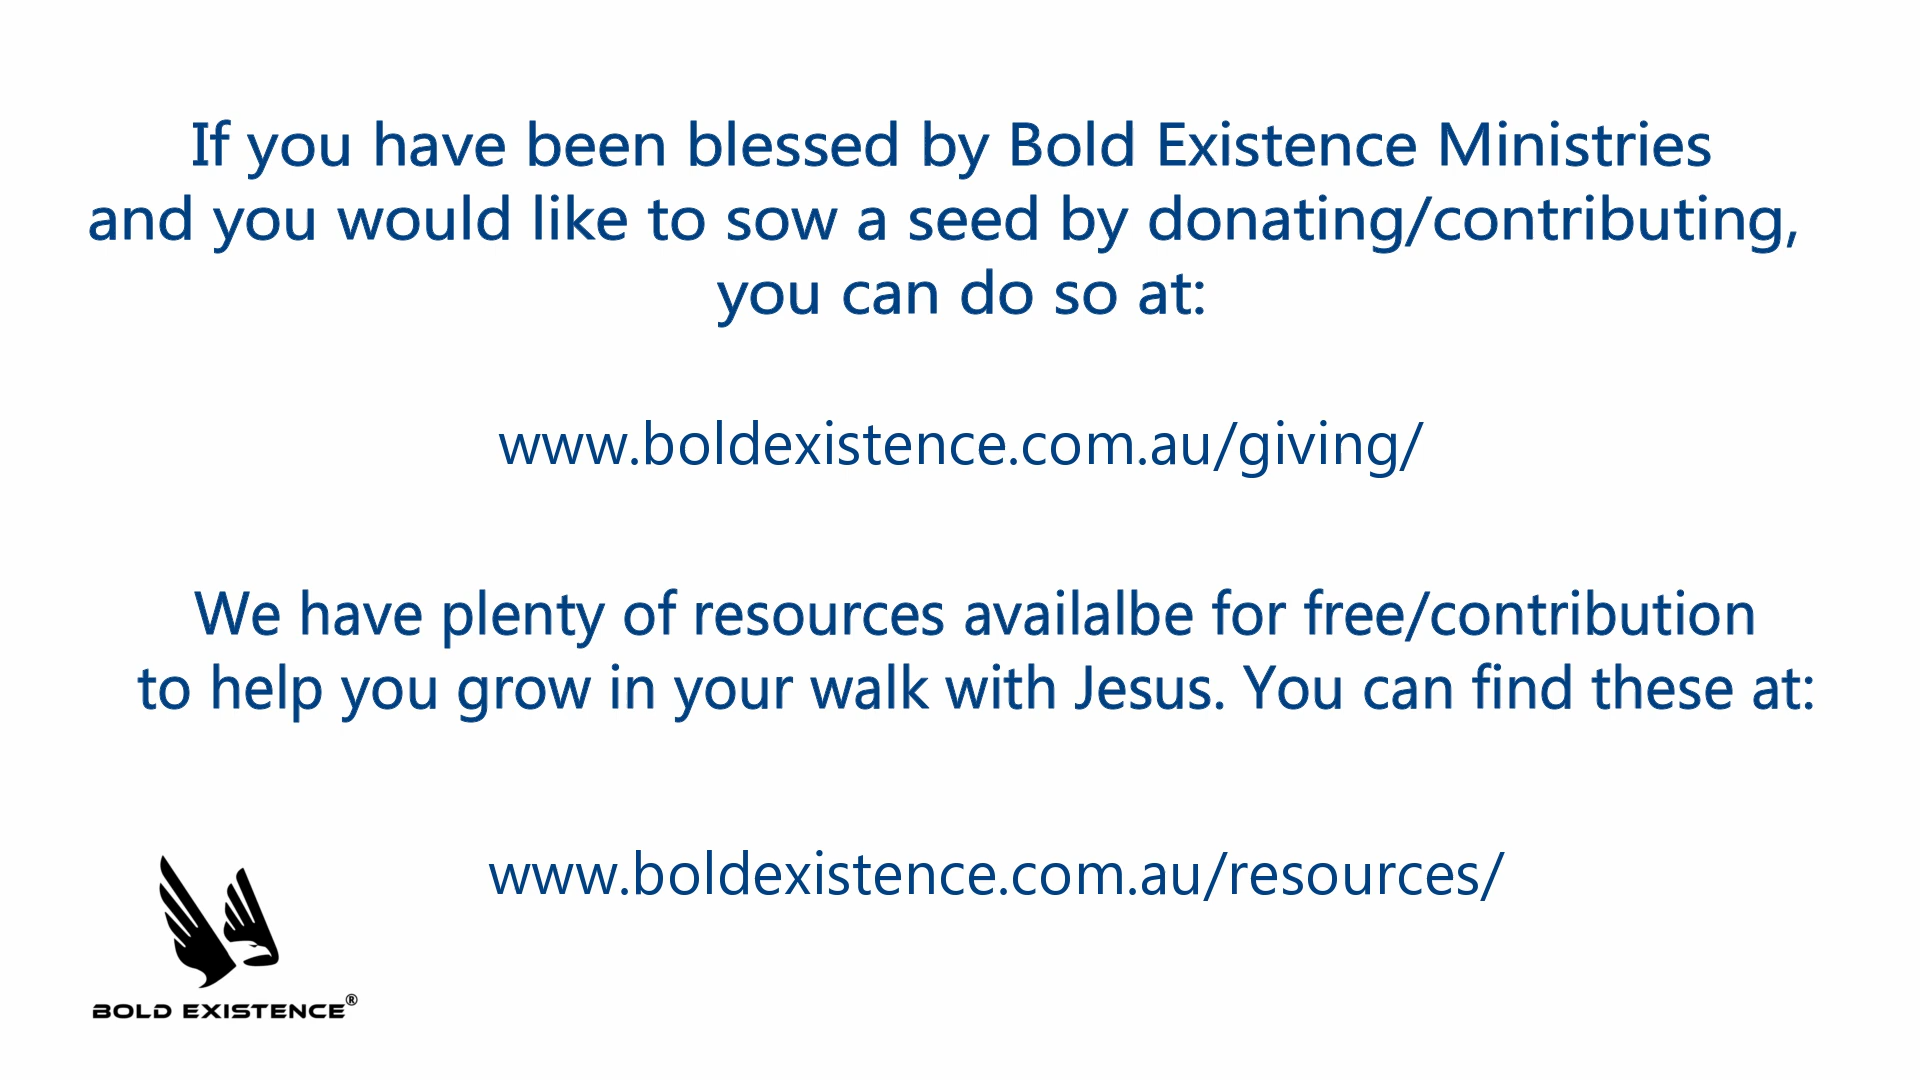 If you have been blessed by Bold Existence Ministries
and you would like to sow a seed by donating/contributing,
you can do so at:
www.boldexistence.com.au/giving/
We have plenty of resources availalbe for free/contribution
to help you grow in your walk with Jesus. You can find these at:
www.boldexistence.com.au/resources/
BOLD EXISTENCE®